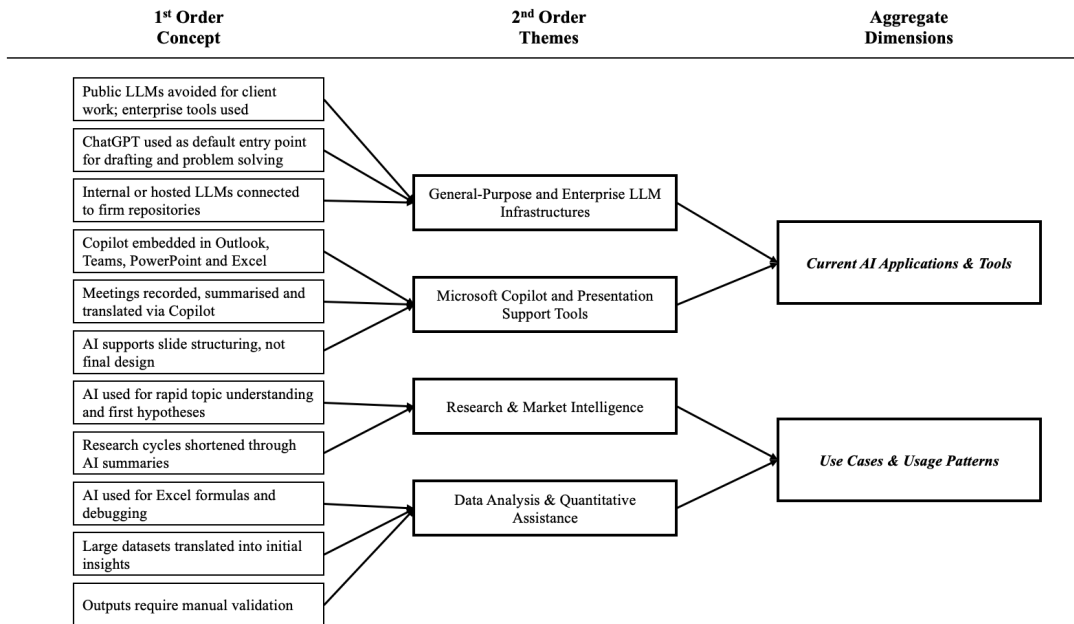 1st Order
Concept
2nd Order
Themes
Aggregate
Dimensions
Public LLMs avoided for client
work; enterprise tools used
ChatGPT used as default entry point
for drafting and problem solving
Internal or hosted LLMs connected
to firm repositories
Copilot embedded in Outlook,
Teams, PowerPoint and Excel
Meetings recorded, summarised and
translated via Copilot
AI supports slide structuring, not
final design
AI used for rapid topic understanding
and first hypotheses
Research cycles shortened through
AI summaries
AI used for Excel formulas and
debugging
Large datasets translated into initial
insights
Outputs require manual validation
General-Purpose and Enterprise LLM
Infrastructures
Microsoft Copilot and Presentation
Support Tools
Research & Market Intelligence
Data Analysis & Quantitative
Assistance
Current AI Applications & Tools
Use Cases & Usage Patterns